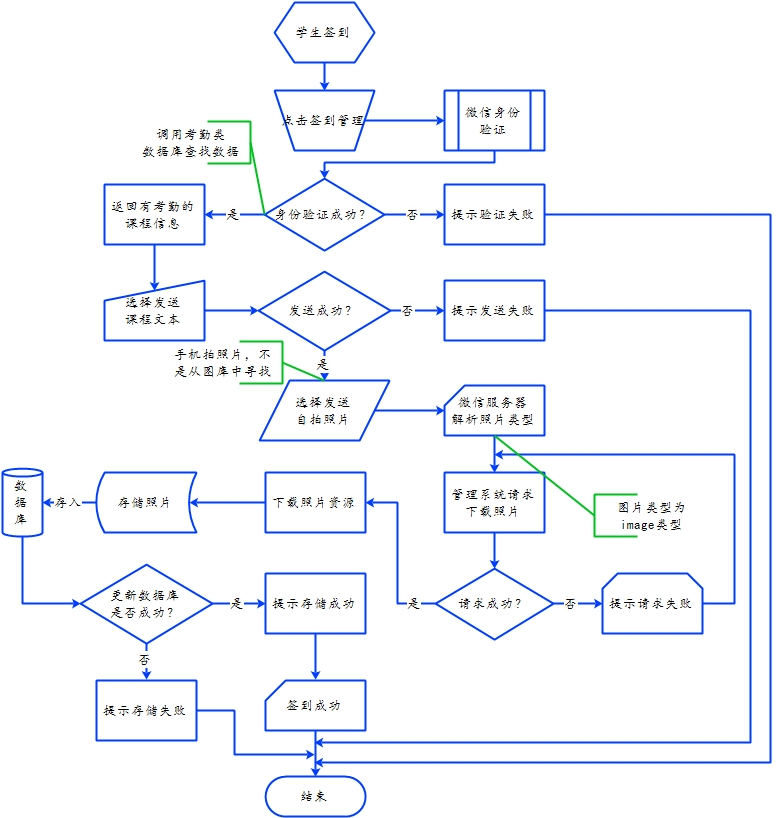 学生签到
点击签到管理
微信身份
验证
调用考勤类
数据库查找数据
返回有考勤的
课程信息
是
身份验证成功?
否
提示验证失败
选择发送
课程文本
发送成功?
否
提示发送失败
是
手机拍照片，不
是从图库中寻找
选择发送
自拍照片
微信服务器
解析照片类型
数
据
库
存入
存储照片
下载照片资源
管理系统请求
下载照片
图片类型为
image类型
更新数据库
是否成功?
是
提示存储成功
是
请求成功?
否
提示请求失败
否
提示存储失败
签到成功
结束